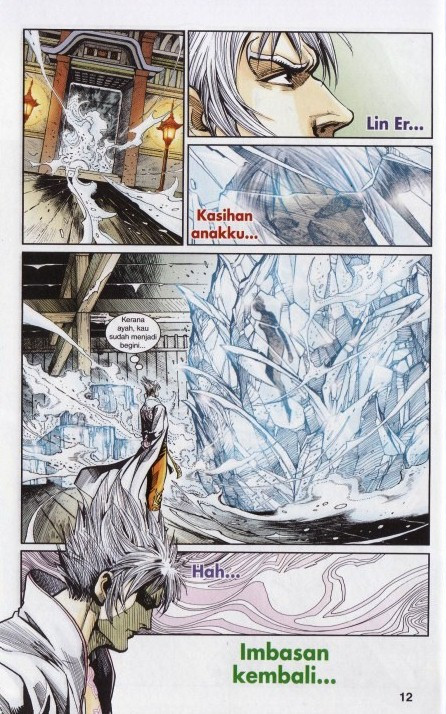 Lin Er...
Kasihan
anakku...
Kerana
ayah, kau
sudah menjadi
begini...
Hah...
Imbasan
kembali...
12